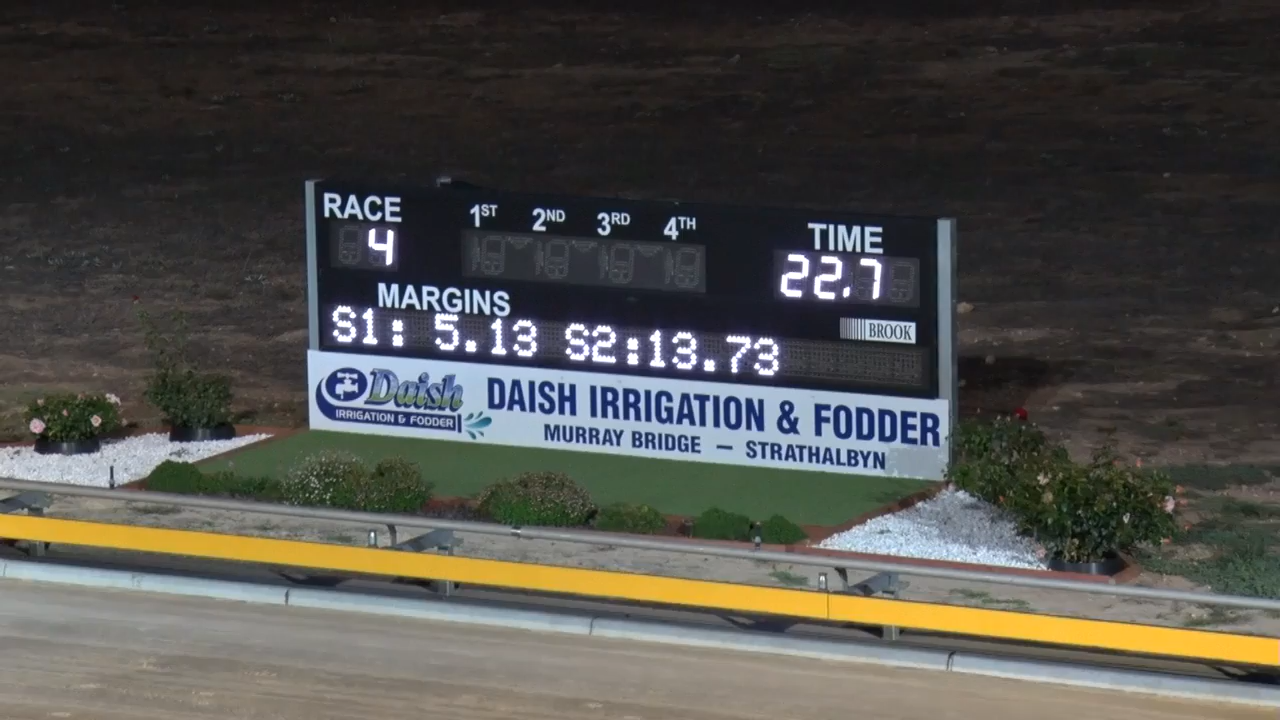 RACE 1ST 2ND 3RD 4TH TIME
4 22.7
MARGINS
S1: 5.13 S2:13.73
BROOK
Daish
IRRIGATION & FODDER
DAISH IRRIGATION & FODDER
MURRAY BRIDGE — STRATHALBYN